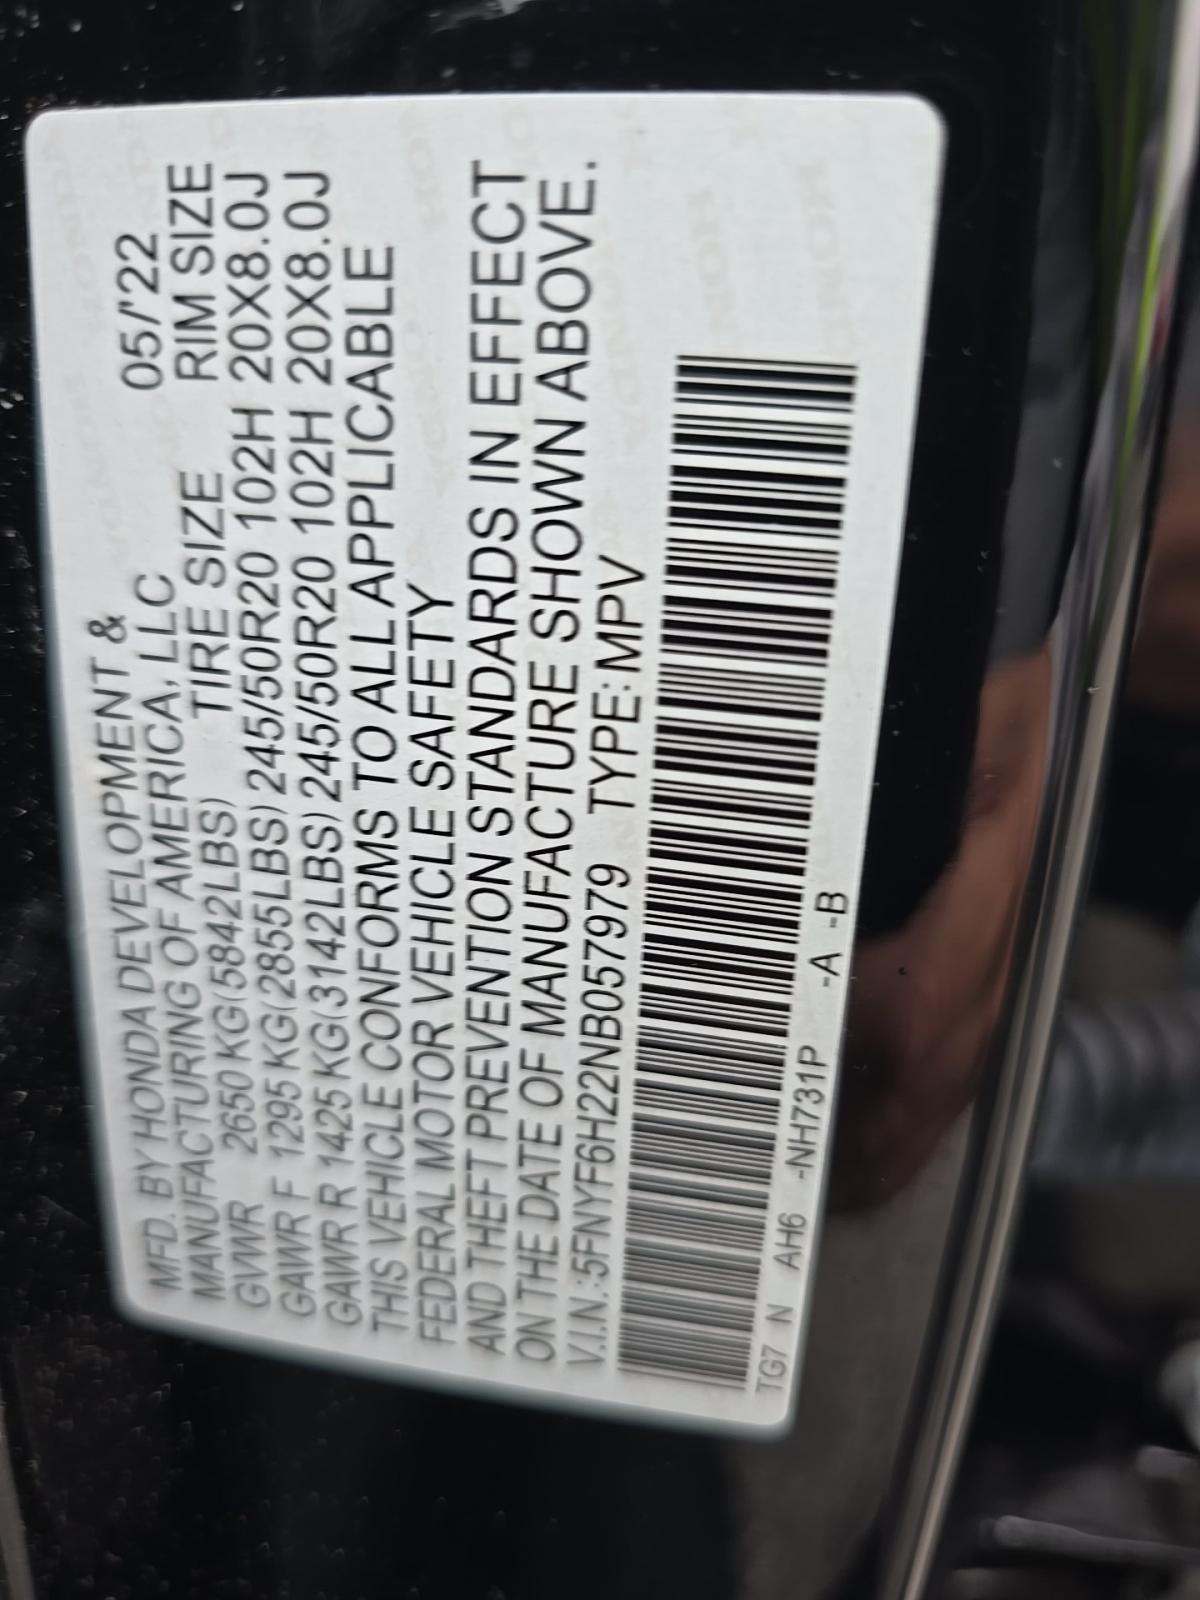 MFD. BY HONDA DEVELOPMENT & 05/'22
MANUFACTURING OF AMERICA, LLC
GVWR 2650 KG(5842LBS) TIRE SIZE RIM SIZE
GAWR F 1295 KG(2855LBS) 245/50R20 102H 20X8.0J
GAWR R 1425 KG(3142LBS) 245/50R20 102H 20X8.0J
THIS VEHICLE CONFORMS TO ALL APPLICABLE
FEDERAL MOTOR VEHICLE SAFETY
AND THEFT PREVENTION STANDARDS IN EFFECT
ON THE DATE OF MANUFACTURE SHOWN ABOVE.
V.I.N.:5FNYF6H22NB057979 TYPE:MPV
TG7 N AH6 -NH731P -A -B